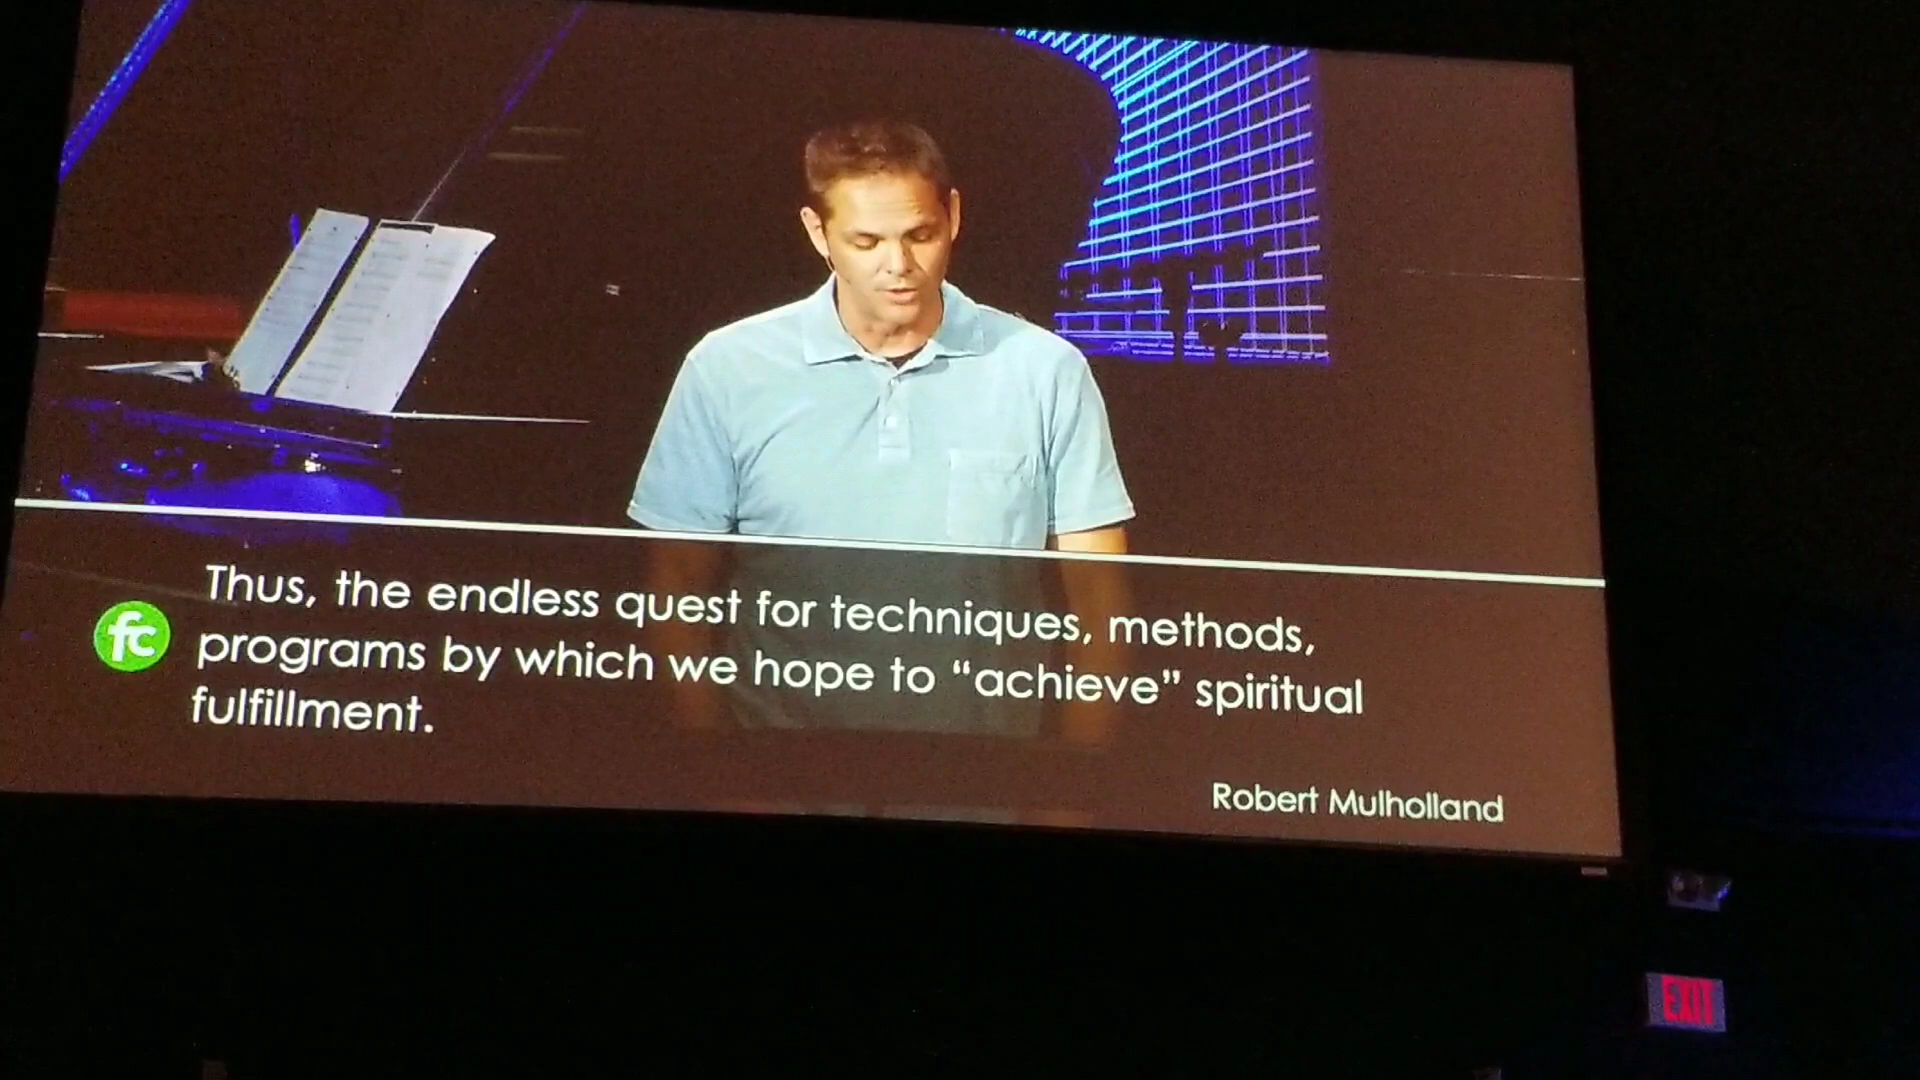 Thus, the endless quest for techniques, methods,
fc
programs by which we hope to “achieve” spiritual
fulfillment.
Robert Mulholland
EXIT